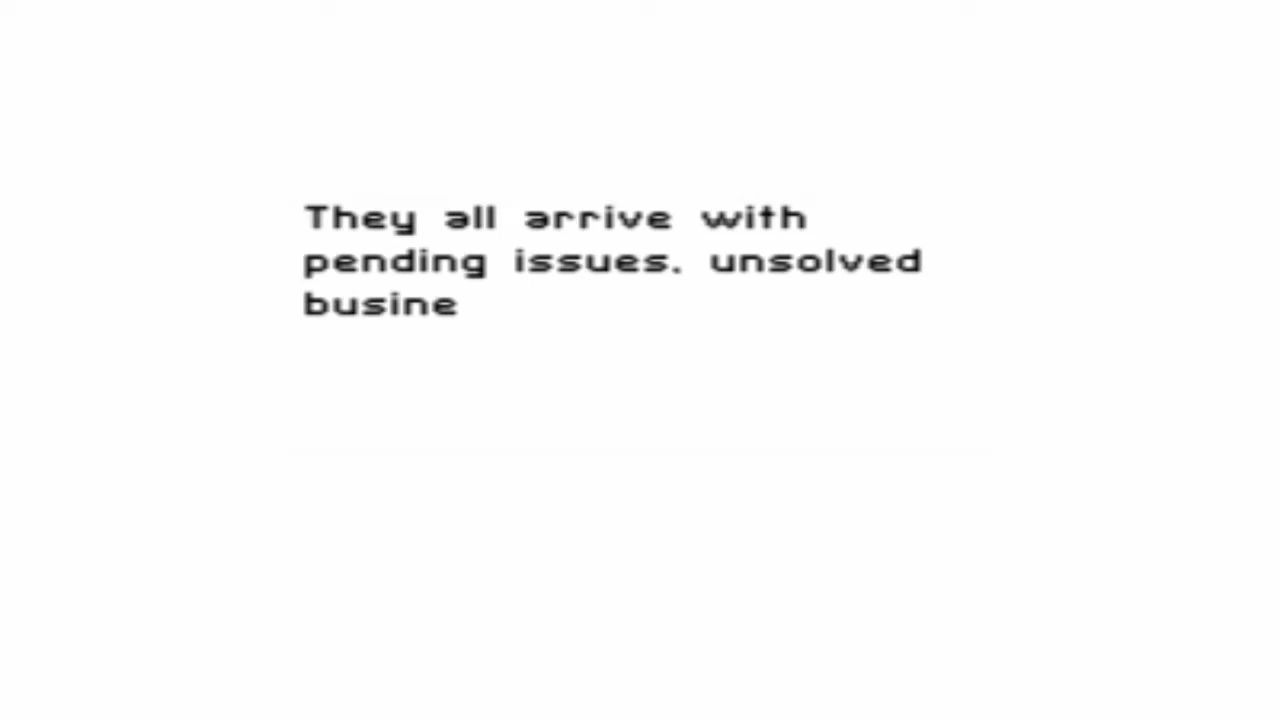 They all arrive with
pending issues, unsolved
busine